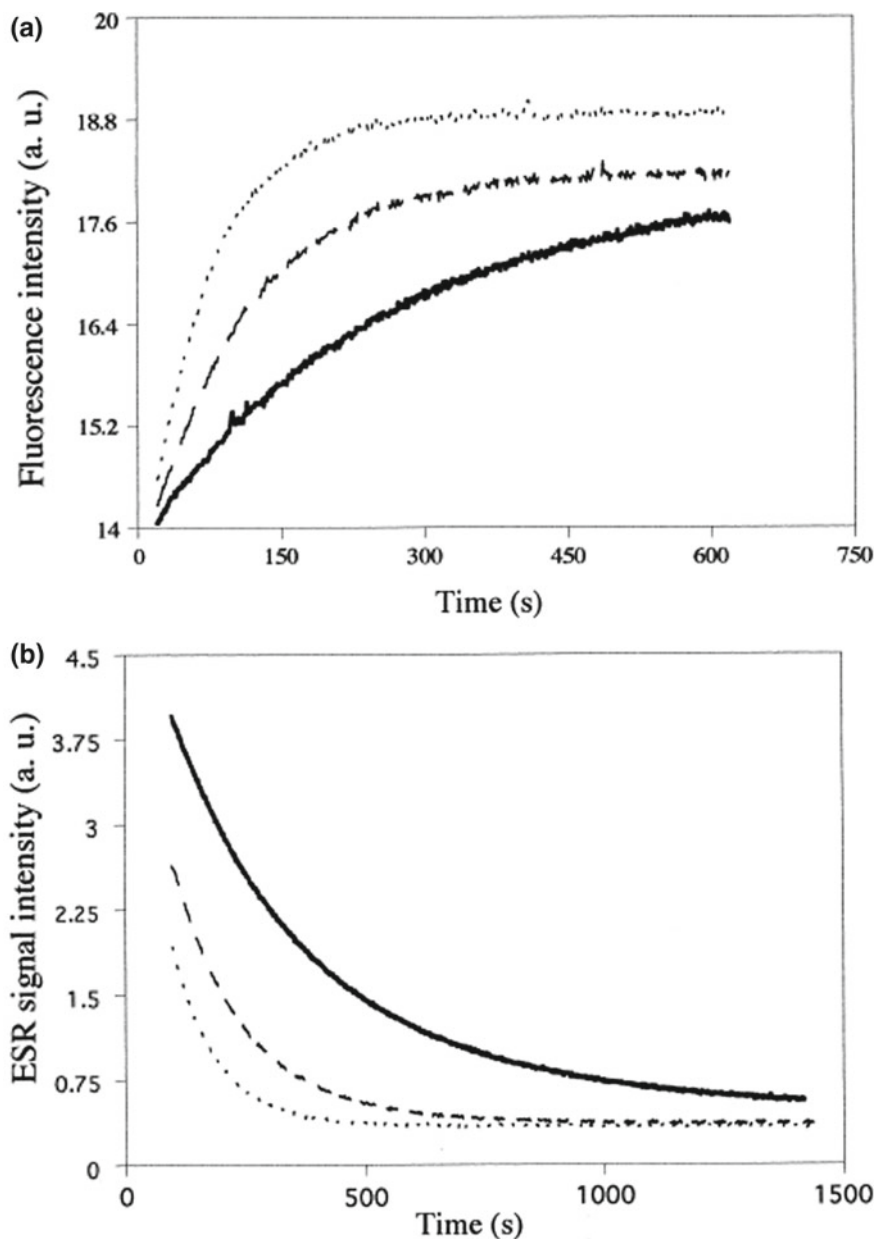 (a)
Fluorescence intensity (a. u.)
20
18.8
17.6
16.4
15.2
14
0 150 300 450 600 750
Time (s)
(b)
ESR signal intensity (a. u.)
4.5
3.75
3
2.25
1.5
0.75
0
0 500 1000 1500
Time (s)